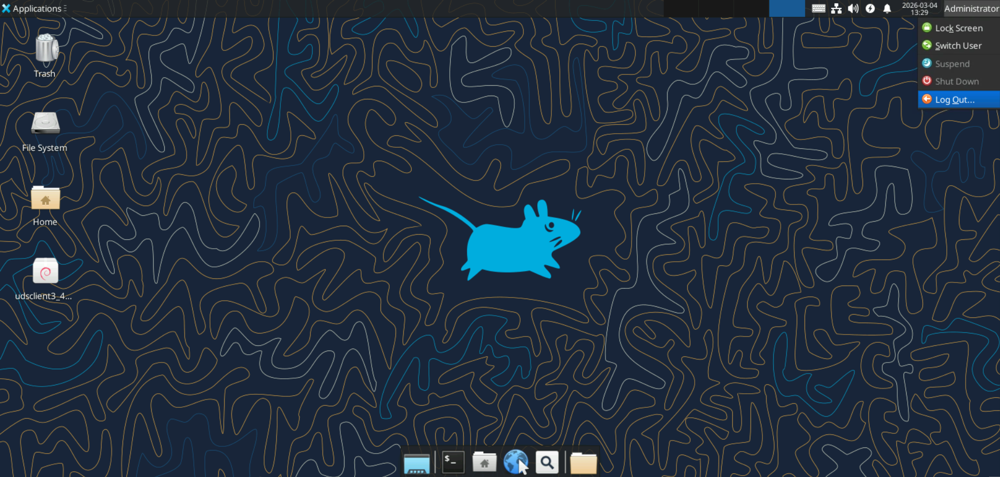 Applications
2026-03-04
13:29
Administrator
Lock Screen
Switch User
Suspend
Shut Down
Log Out...
Trash
File System
Home
udsclient3_4...
$_